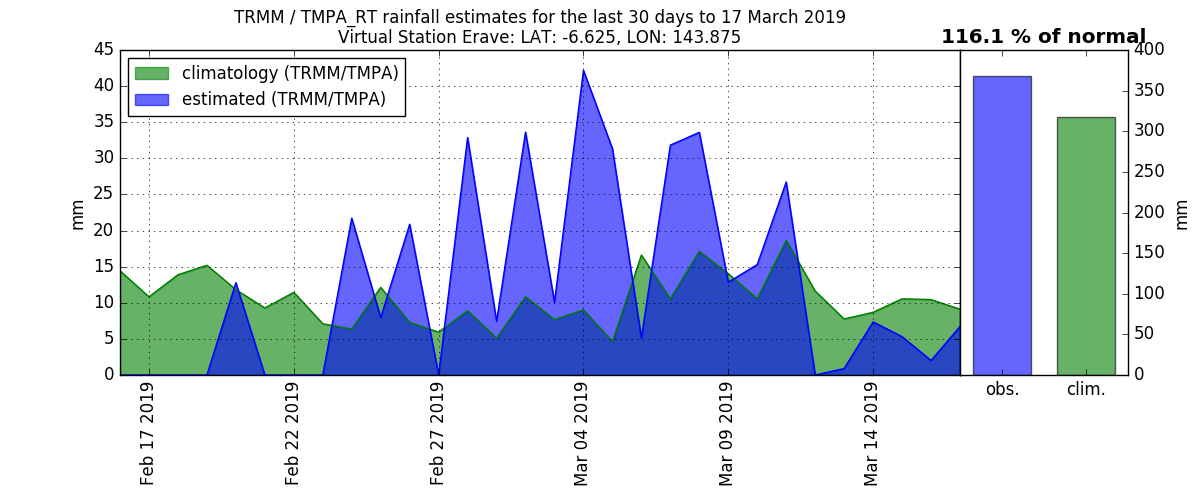 TRMM / TMPA_RT rainfall estimates for the last 30 days to 17 March 2019
Virtual Station Erave: LAT: -6.625, LON: 143.875
116.1 % of normal
climatology (TRMM/TMPA)
estimated (TRMM/TMPA)
mm
45
40
35
30
25
20
15
10
5
0
Feb 17 2019
Feb 22 2019
Feb 27 2019
Mar 04 2019
Mar 09 2019
Mar 14 2019
400
350
300
250
200
150
100
50
0
mm
obs.
clim.